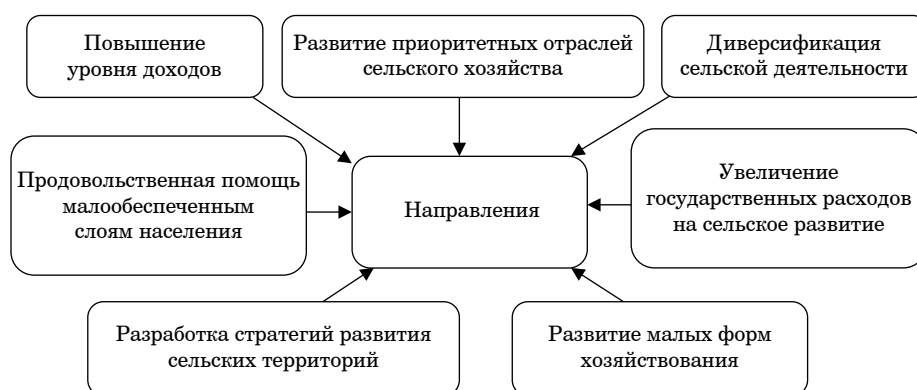 Повышение
уровня доходов
Развитие приоритетных отраслей
сельского хозяйства
Диверсификация
сельской деятельности
Продовольственная помощь
малообеспеченным
слоям населения
Направления
Увеличение
государственных расходов
на сельское развитие
Разработка стратегий развития
сельских территорий
Развитие малых форм
хозяйствования